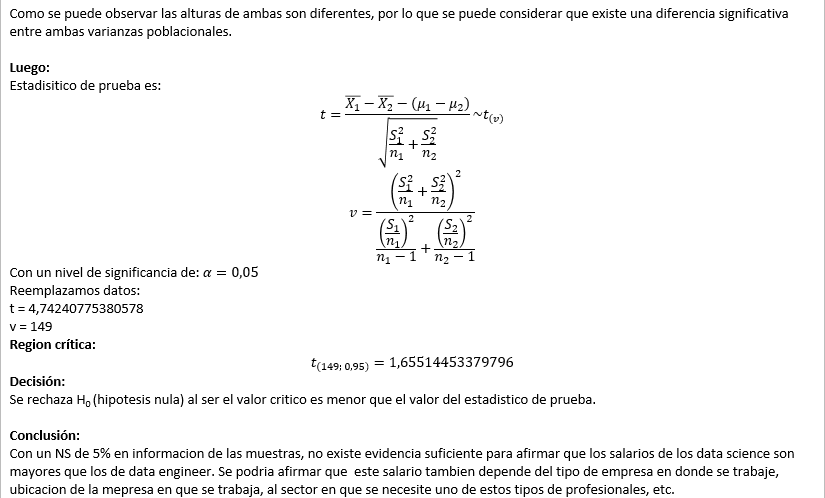 Como se puede observar las alturas de ambas son diferentes, por lo que se puede considerar que existe una diferencia significativa
entre ambas varianzas poblacionales.
Luego:
Estadisitico de prueba es:
t = \frac{\overline{X_1} - \overline{X_2} - (μ_1 - μ_2)}{\sqrt{\frac{S_1^2}{n_1} + \frac{S_2^2}{n_2}}} ~t_{(v)}
v = \frac{\left(\frac{S_1^2}{n_1} + \frac{S_2^2}{n_2}\right)^2}{\frac{\left(\frac{S_1}{n_1}\right)^2}{n_1 - 1} + \frac{\left(\frac{S_2}{n_2}\right)^2}{n_2 - 1}}
Con un nivel de significancia de: α = 0,05
Reemplazamos datos:
t = 4,74240775380578
v = 149
Region crítica:
t_{(149; 0,95)} = 1,65514453379796
Decisión:
Se rechaza H₀ (hipotesis nula) al ser el valor critico es menor que el valor del estadistico de prueba.
Conclusión:
Con un NS de 5% en informacion de las muestras, no existe evidencia suficiente para afirmar que los salarios de los data science son
mayores que los de data engineer. Se podria afirmar que este salario tambien depende del tipo de empresa en donde se trabaje,
ubicacion de la mepresa en que se trabaja, al sector en que se necesite uno de estos tipos de profesionales, etc.